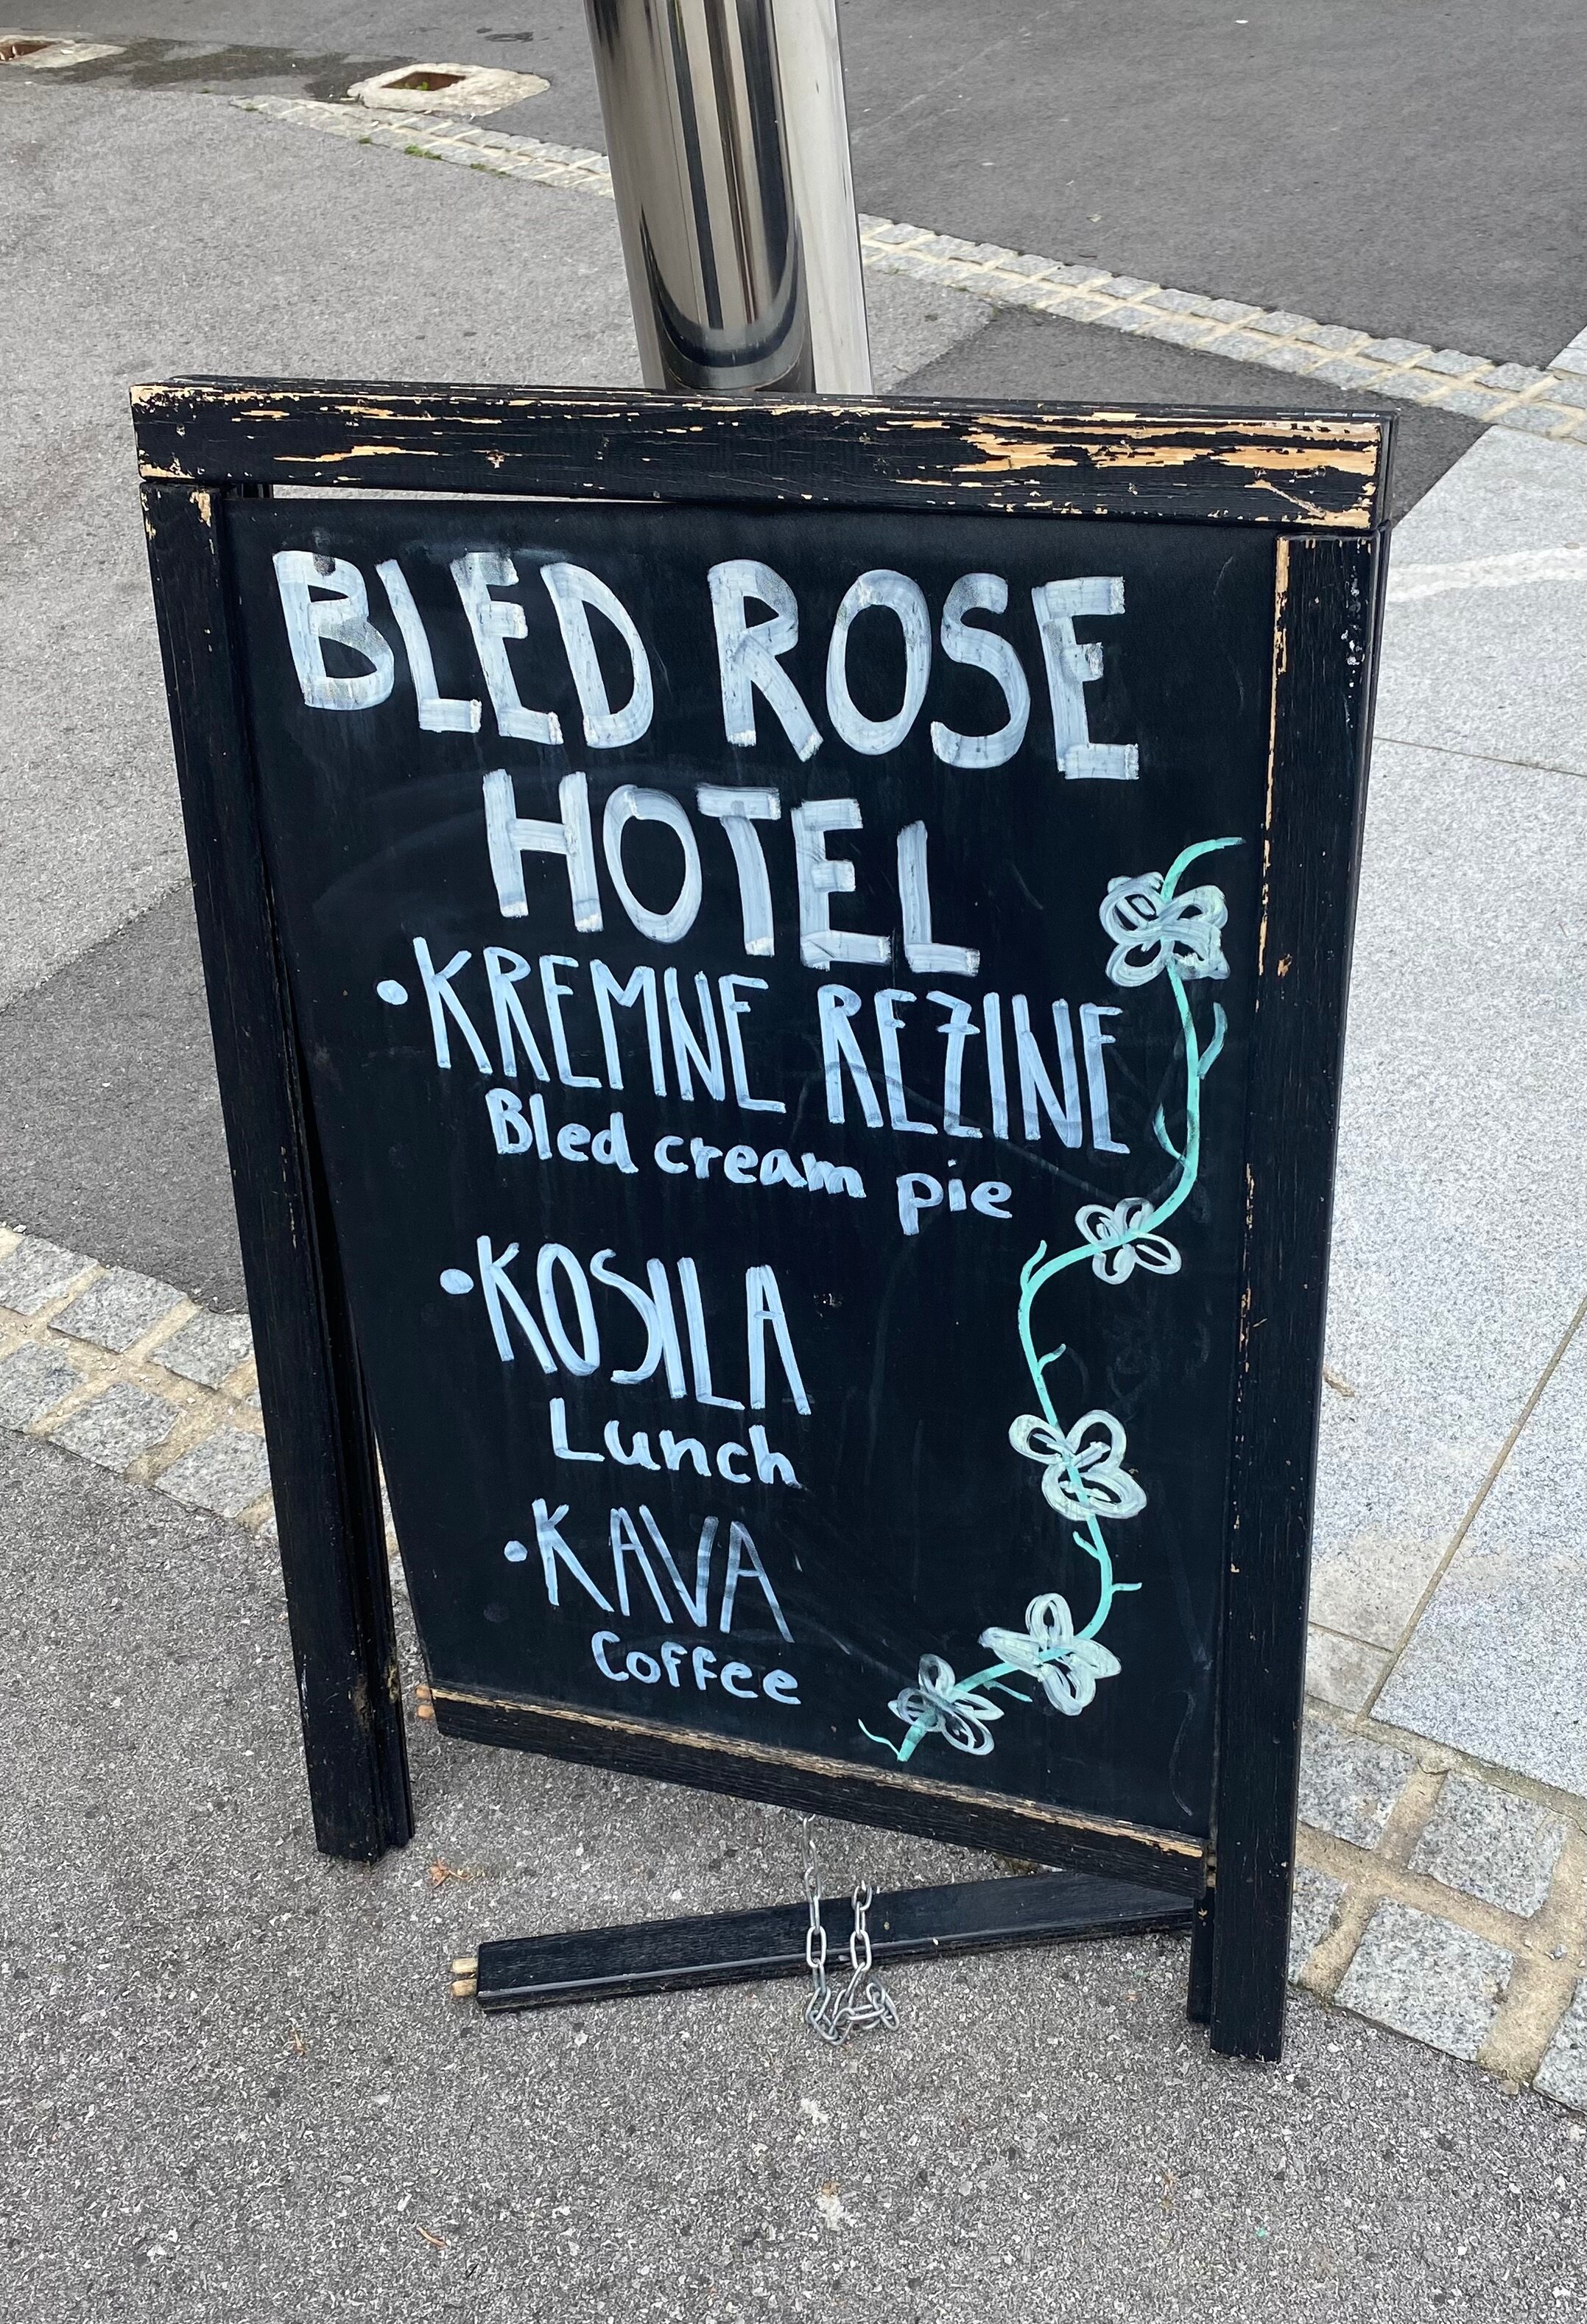 BLED ROSE
HOTEL
•KREMNE REZINE
Bled cream pie
•KOSILA
Lunch
•KAVA
Coffee